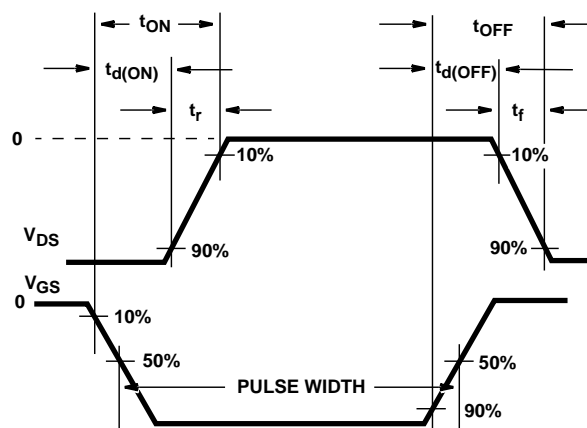 tON
tOFF
td(ON)
td(OFF)
tr
tf
0
10%
10%
VDS
90%
90%
VGS
0
10%
50%
50%
PULSE WIDTH
90%